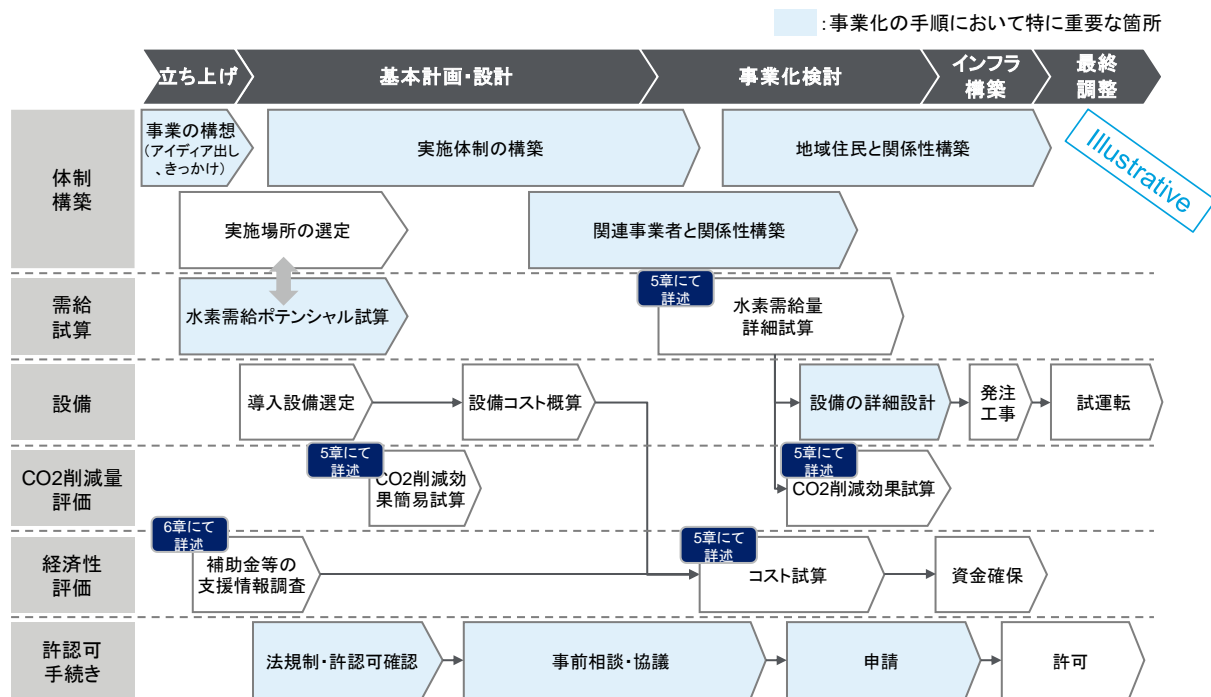 ：事業化の手順において特に重要な箇所
立ち上げ
基本計画・設計
事業化検討
インフラ
構築
最終
調整
体制
構築
事業の構想
（アイディア出し
、きっかけ）
実施体制の構築
地域住民と関係性構築
Illustrative
実施場所の選定
関連事業者と関係性構築
需給
試算
水素需給ポテンシャル試算
5章にて
詳述
水素需給量
詳細試算
設備
導入設備選定
設備コスト概算
設備の詳細設計
発注
工事
試運転
CO2削減量
評価
5章にて
詳述
CO2削減効
果簡易試算
5章にて
詳述
CO2削減効果試算
経済性
評価
6章にて
詳述
補助金等の
支援情報調査
5章にて
詳述
コスト試算
資金確保
許認可
手続き
法規制・許認可確認
事前相談・協議
申請
許可